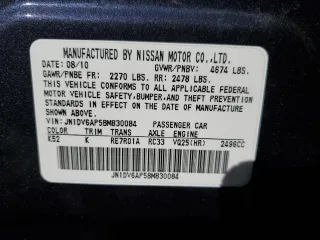 MANUFACTURED BY NISSAN MOTOR CO.,LTD.
DATE 08/10 GVWR/PNBV: 4674 LBS.
GAWR/PNBE FR: 2270 LBS. RR: 2478 LBS.
THIS VEHICLE CONFORMS TO ALL APPLICABLE FEDERAL
MOTOR VEHICLE SAFETY,BUMPER,AND THEFT PREVENTION
STANDARDS IN EFFECT ON THE DATE OF MANUFACTURE
SHOWN ABOVE.
VIN: JN1DV6AP5BM830084 PASSENGER CAR
COLOR TRIM TRANS AXLE ENGINE
K52 K RE7R01A RC33 VQ25(HR) 2496CC
JN1DV6AP5BM830084